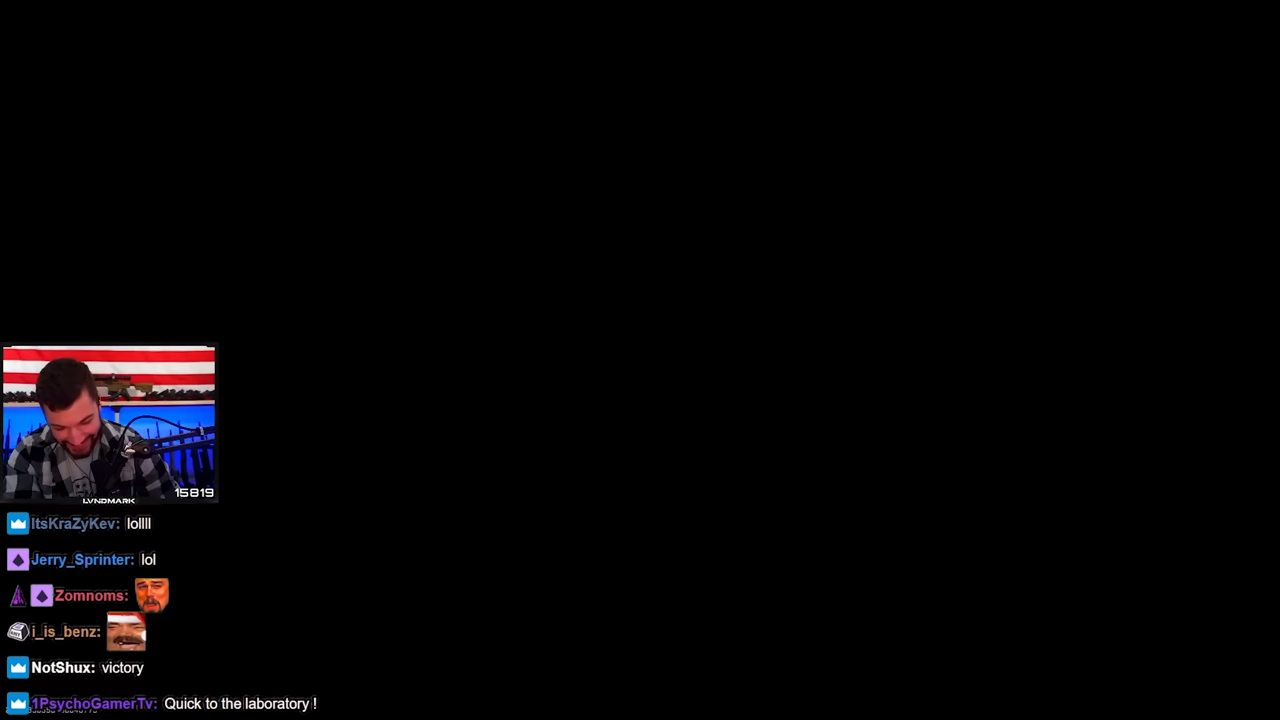 15819
LVNDMARK
ItsKraZyKev: lollll
Jerry_Sprinter: lol
Zomnoms:
i_is_benz:
NotShux: victory
1PsychoGamerTv: Quick to the laboratory !